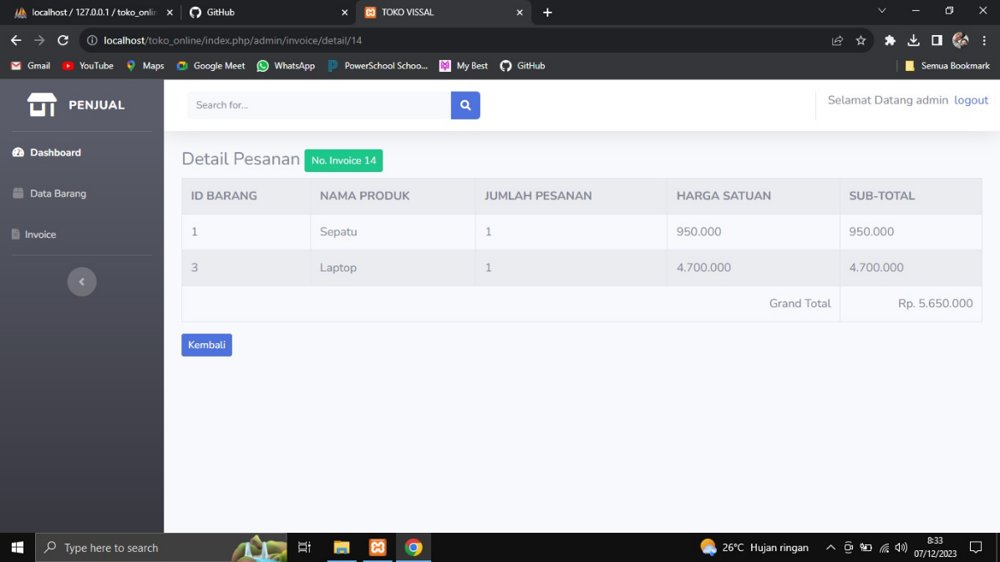 localhost / 127.0.0.1 / toko_onlin
GitHub
TOKO VISSAL
localhost/toko_online/index.php/admin/invoice/detail/14
Gmail YouTube Maps Google Meet WhatsApp PowerSchool Schoo... My Best GitHub Semua Bookmark
PENJUAL
Search for...
Selamat Datang admin logout
Dashboard
Data Barang
Invoice
Detail Pesanan No. Invoice 14
ID BARANG NAMA PRODUK JUMLAH PESANAN HARGA SATUAN SUB-TOTAL
1 Sepatu 1 950.000 950.000
3 Laptop 1 4.700.000 4.700.000
Grand Total Rp. 5.650.000
Kembali
Type here to search
26°C Hujan ringan
8:33
07/12/2023